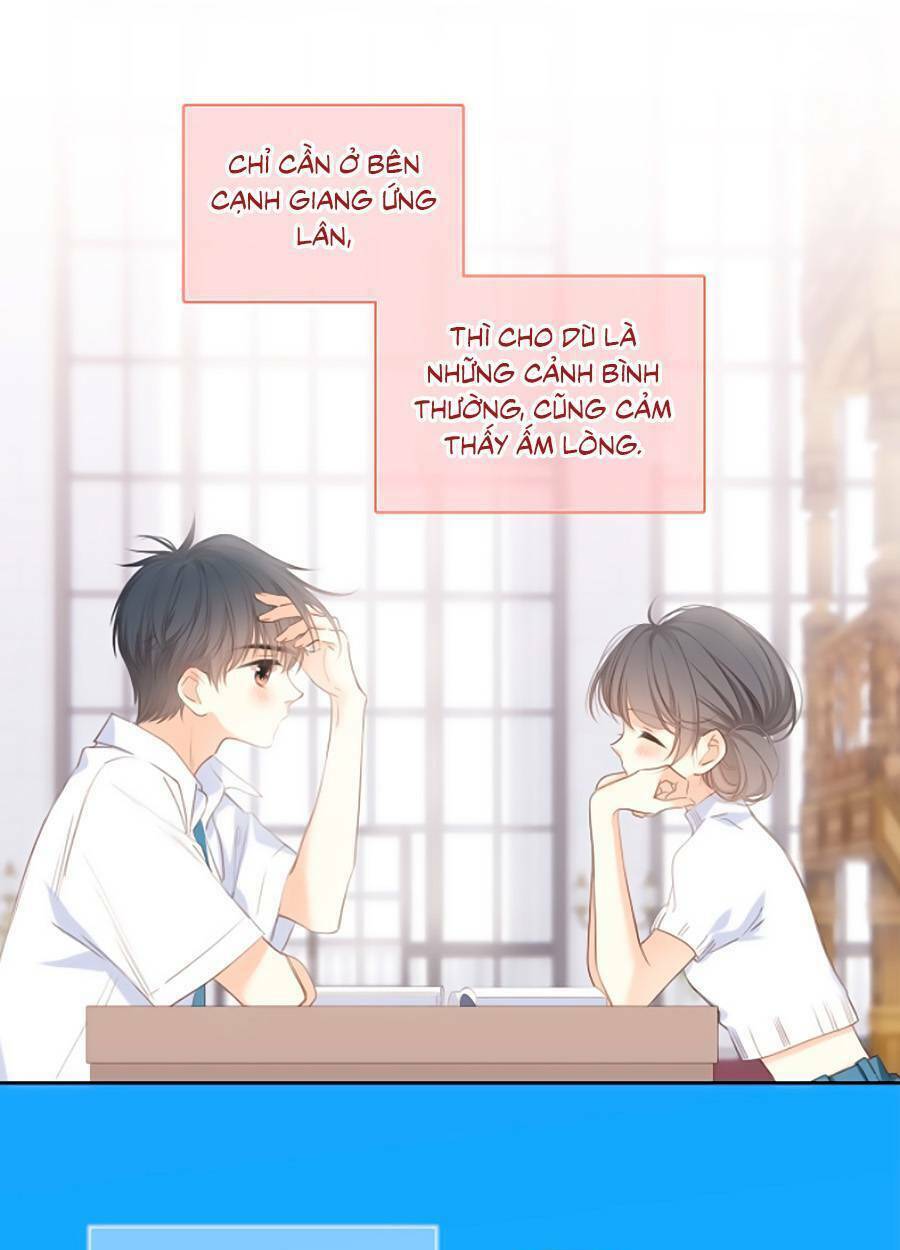 CHỈ CẦN Ở BÊN
CẠNH GIANG ỨNG
LÂN,
THÌ CHO DÙ LÀ
NHỮNG CẢNH BÌNH
THƯỜNG, CŨNG CẢM
THẤY ẤM LÒNG.